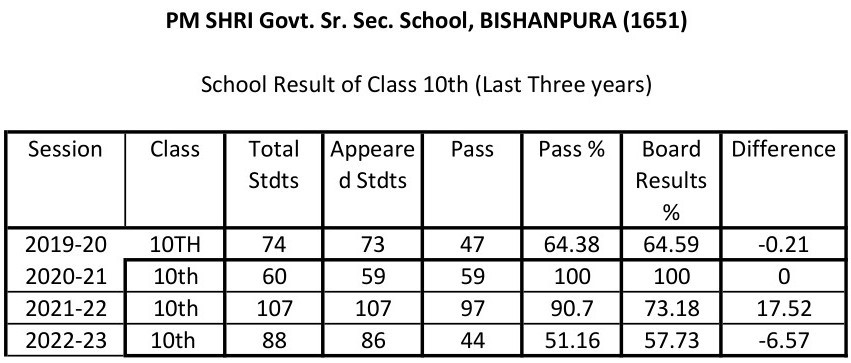 PM SHRI Govt. Sr. Sec. School, BISHANPURA (1651)
School Result of Class 10th (Last Three years)
Session Class Total Stdts Appeare d Stdts Pass Pass % Board Results % Difference
2019-20 10TH 74 73 47 64.38 64.59 -0.21
2020-21 10th 60 59 59 100 100 0
2021-22 10th 107 107 97 90.7 73.18 17.52
2022-23 10th 88 86 44 51.16 57.73 -6.57